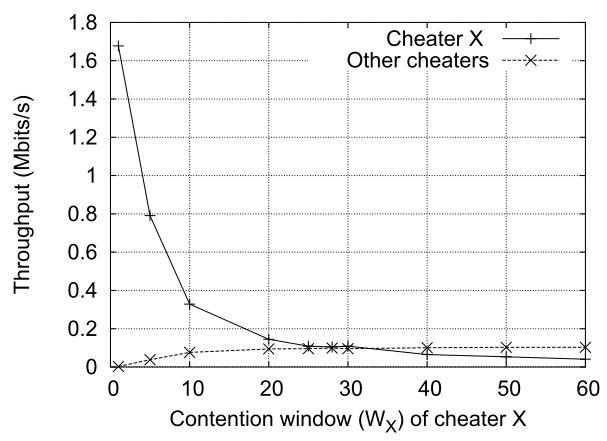 1.8
1.6
1.4
1.2
1
0.8
0.6
0.4
0.2
0
Throughput (Mbits/s)
Cheater X
Other cheaters
0 10 20 30 40 50 60
Contention window (WX) of cheater X